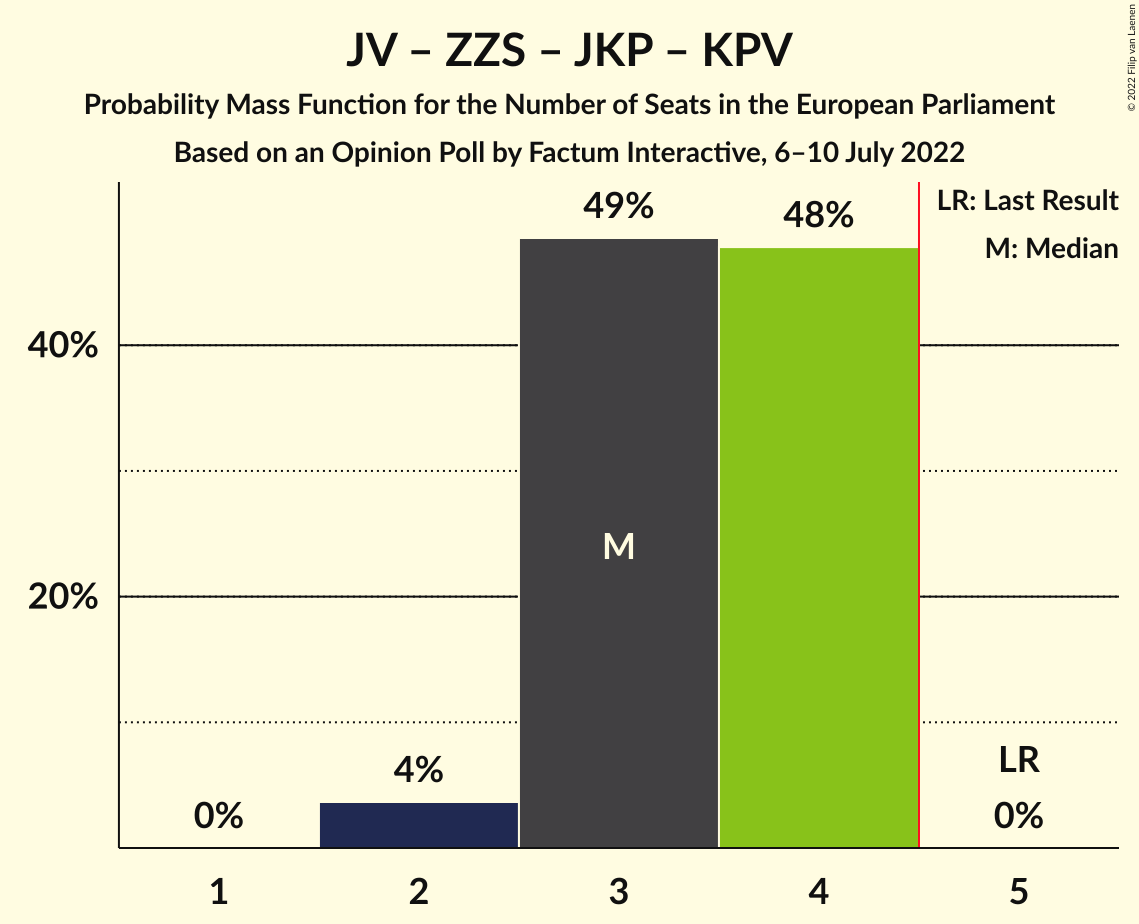 JV – ZZS – JKP – KPV
Probability Mass Function for the Number of Seats in the European Parliament
Based on an Opinion Poll by Factum Interactive, 6–10 July 2022
© 2022 Filip van Laenen
LR: Last Result
M: Median
49%
48%
40%
M
20%
4%
LR
0%
0%
1
2
3
4
5